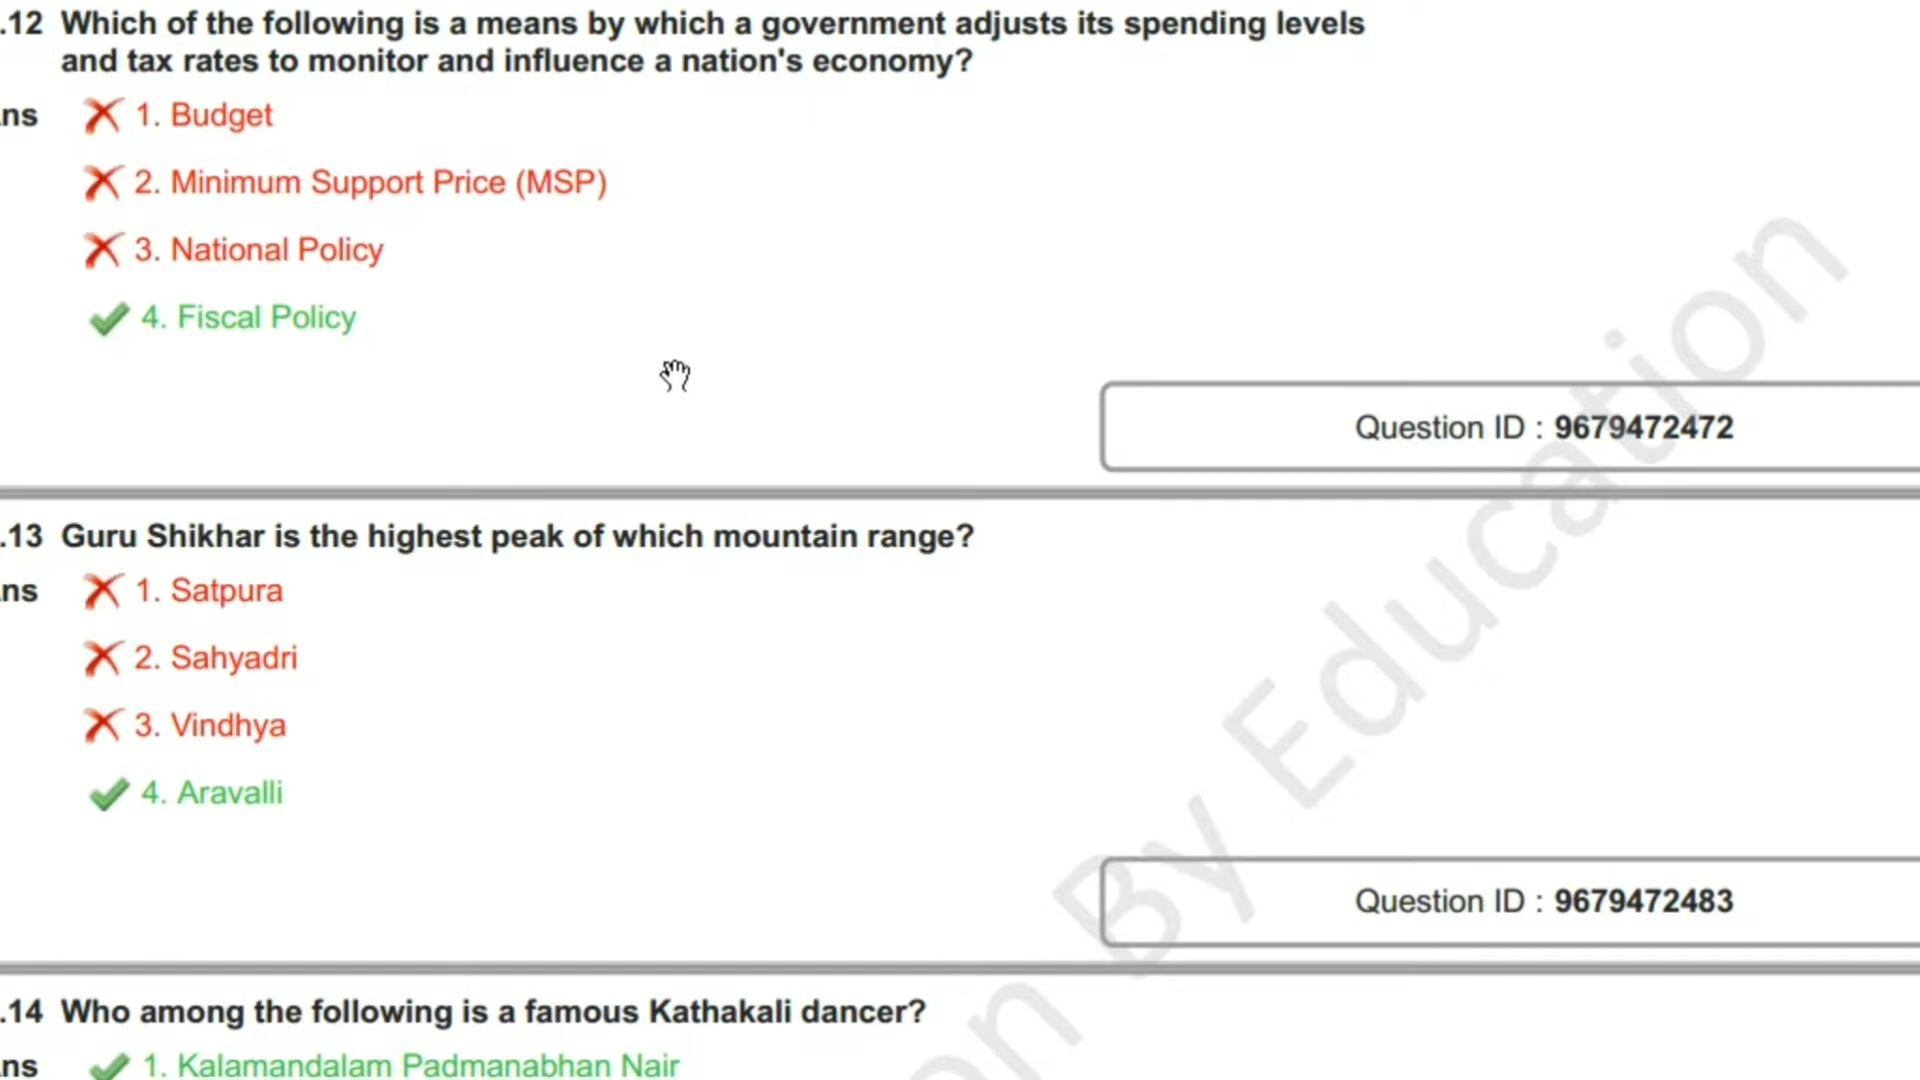 .12 Which of the following is a means by which a government adjusts its spending levels
and tax rates to monitor and influence a nation's economy?
ns 1. Budget
2. Minimum Support Price (MSP)
3. National Policy
4. Fiscal Policy
Question ID : 9679472472
.13 Guru Shikhar is the highest peak of which mountain range?
ns 1. Satpura
2. Sahyadri
3. Vindhya
4. Aravalli
Question ID : 9679472483
.14 Who among the following is a famous Kathakali dancer?
ns 1. Kalamandalam Padmanabhan Nair
on By Education